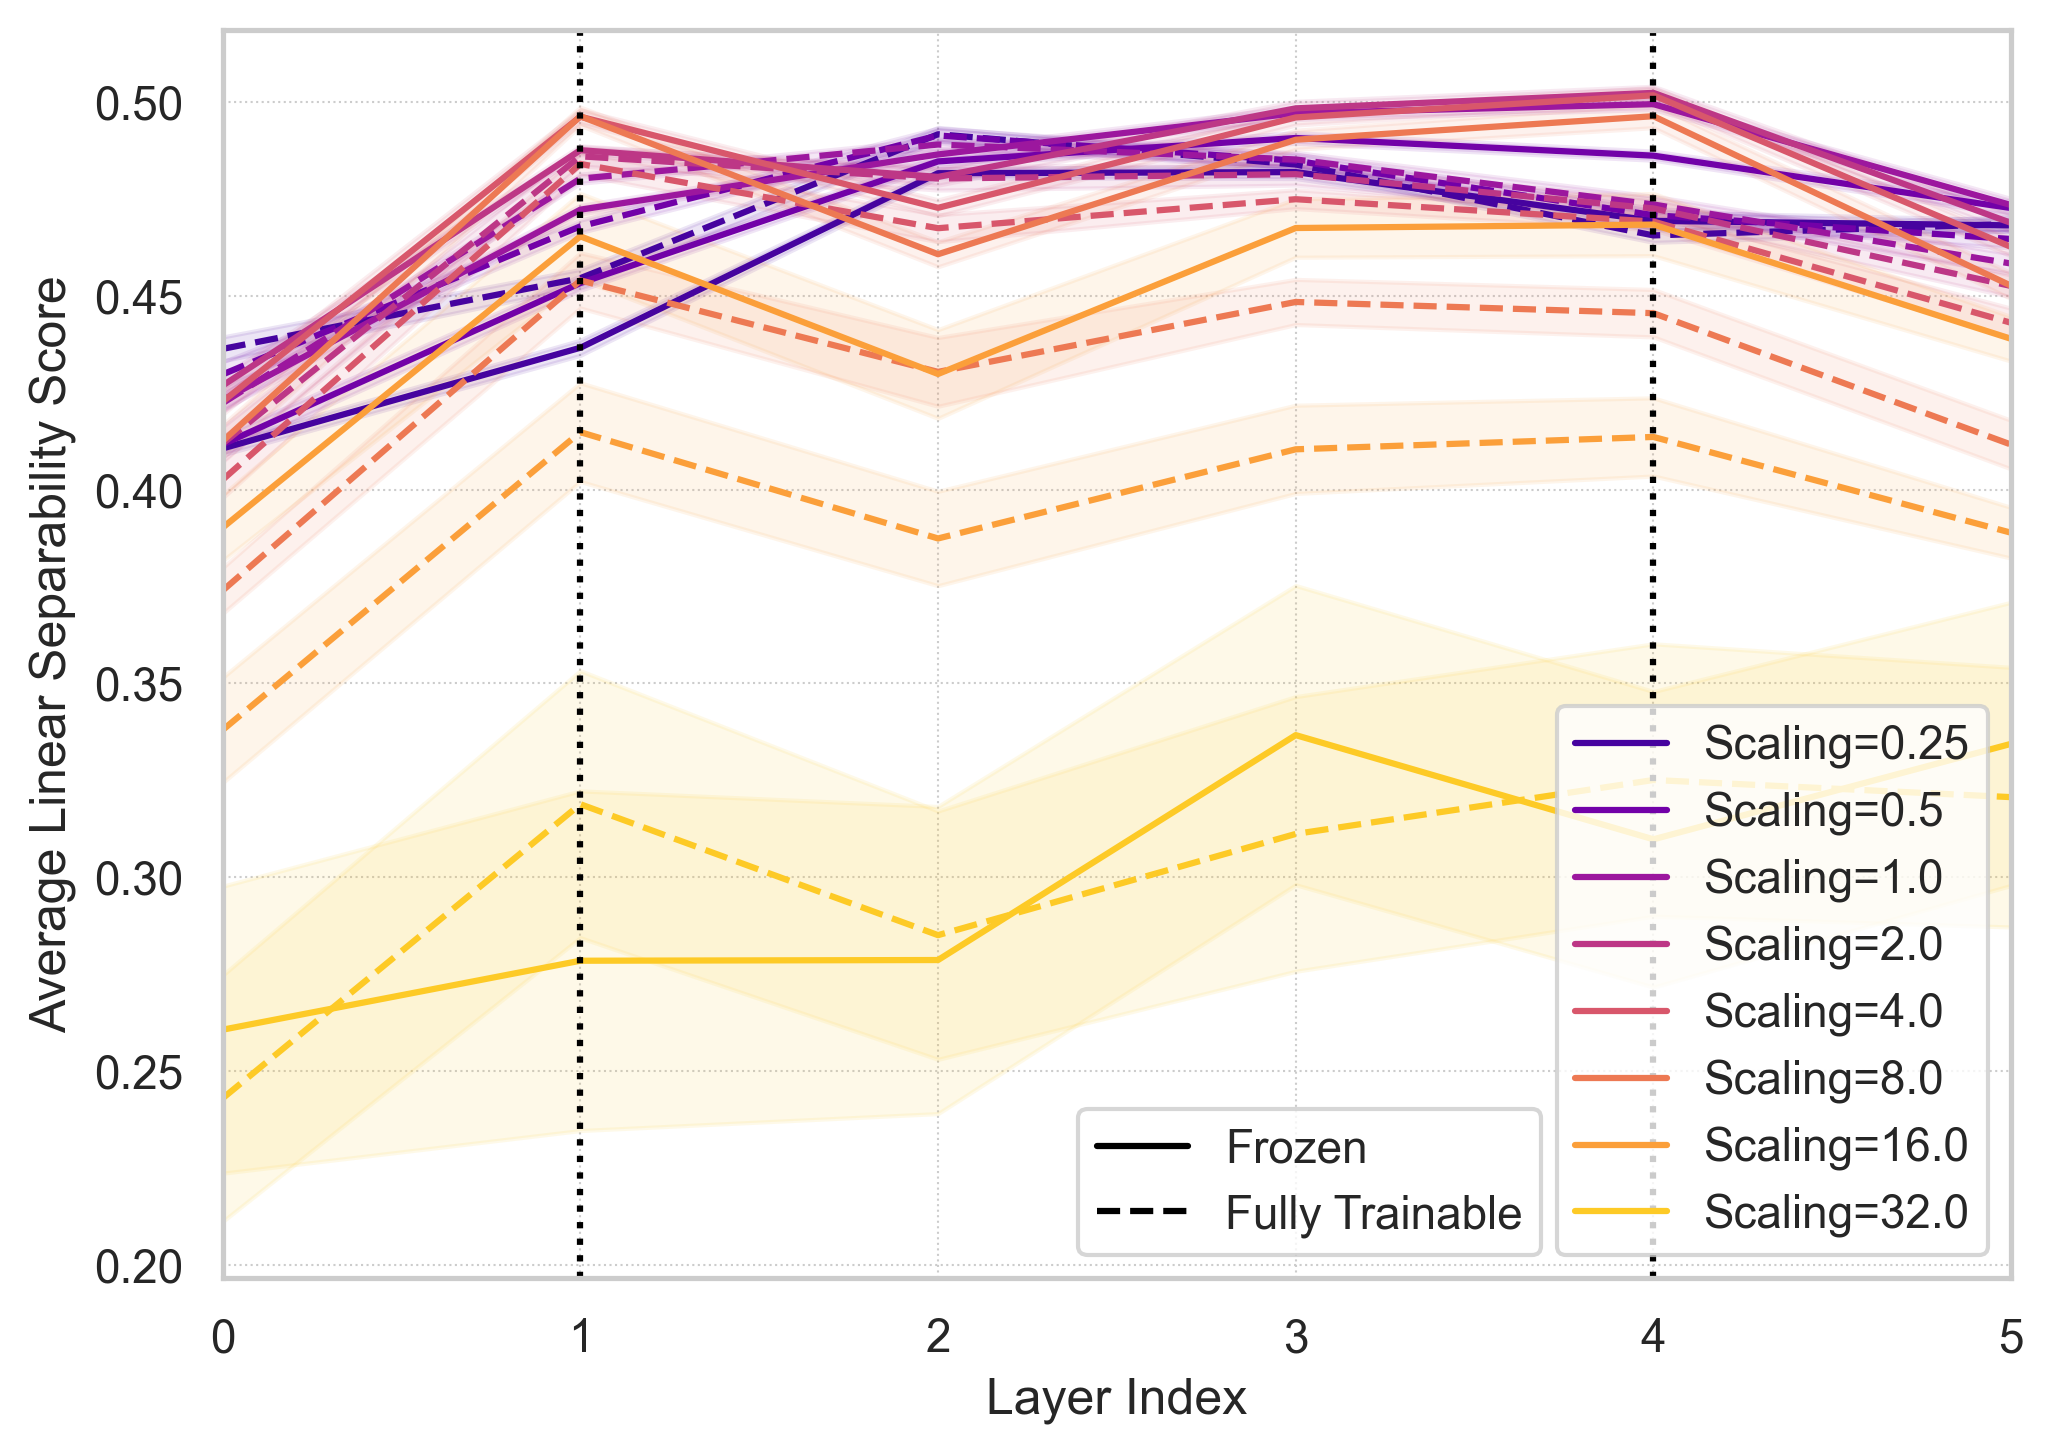 0.50
0.45
0.40
0.35
0.30
0.25
0.20
Average Linear Separability Score
0
1
2
3
4
5
Layer Index
Frozen
Fully Trainable
Scaling=0.25
Scaling=0.5
Scaling=1.0
Scaling=2.0
Scaling=4.0
Scaling=8.0
Scaling=16.0
Scaling=32.0